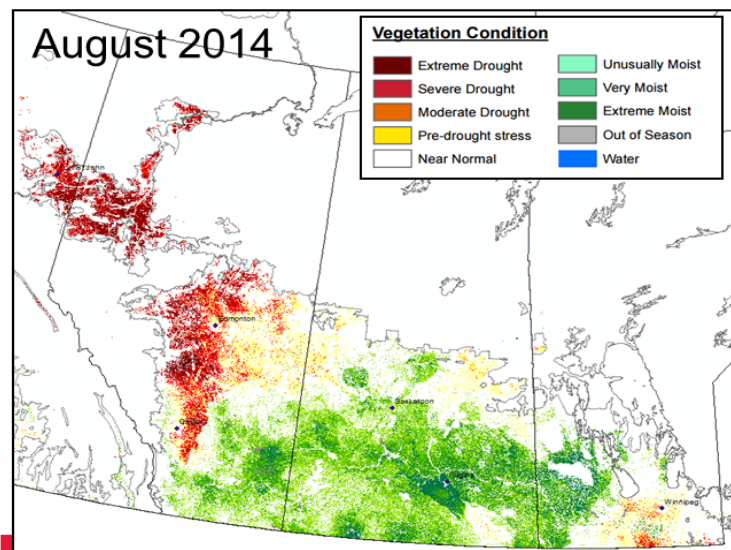 August 2014
Vegetation Condition
Extreme Drought
Severe Drought
Moderate Drought
Pre-drought stress
Near Normal
Unusually Moist
Very Moist
Extreme Moist
Out of Season
Water
Edmonton
Saskatoon
Winnipeg